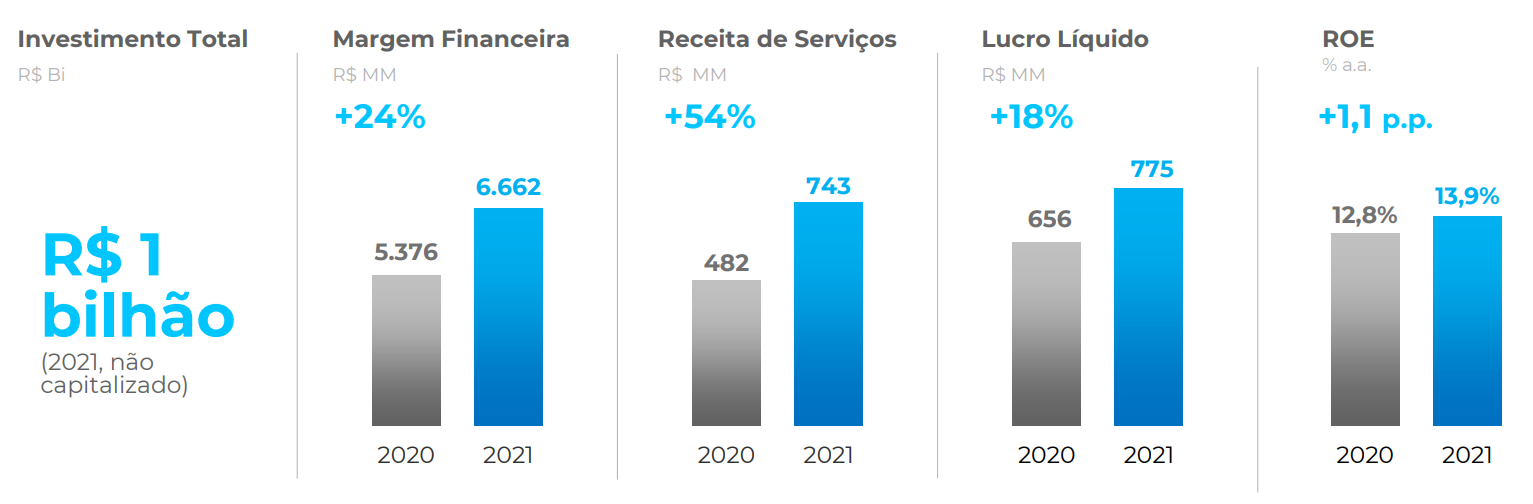 Investimento Total
R$ Bi
R$ 1
bilhão
(2021, não
capitalizado)
Margem Financeira
R$ MM
+24%
5.376
6.662
2020
2021
Receita de Serviços
R$ MM
+54%
482
743
2020
2021
Lucro Líquido
R$ MM
+18%
656
775
2020
2021
ROE
% a.a.
+1,1 p.p.
12,8%
13,9%
2020
2021